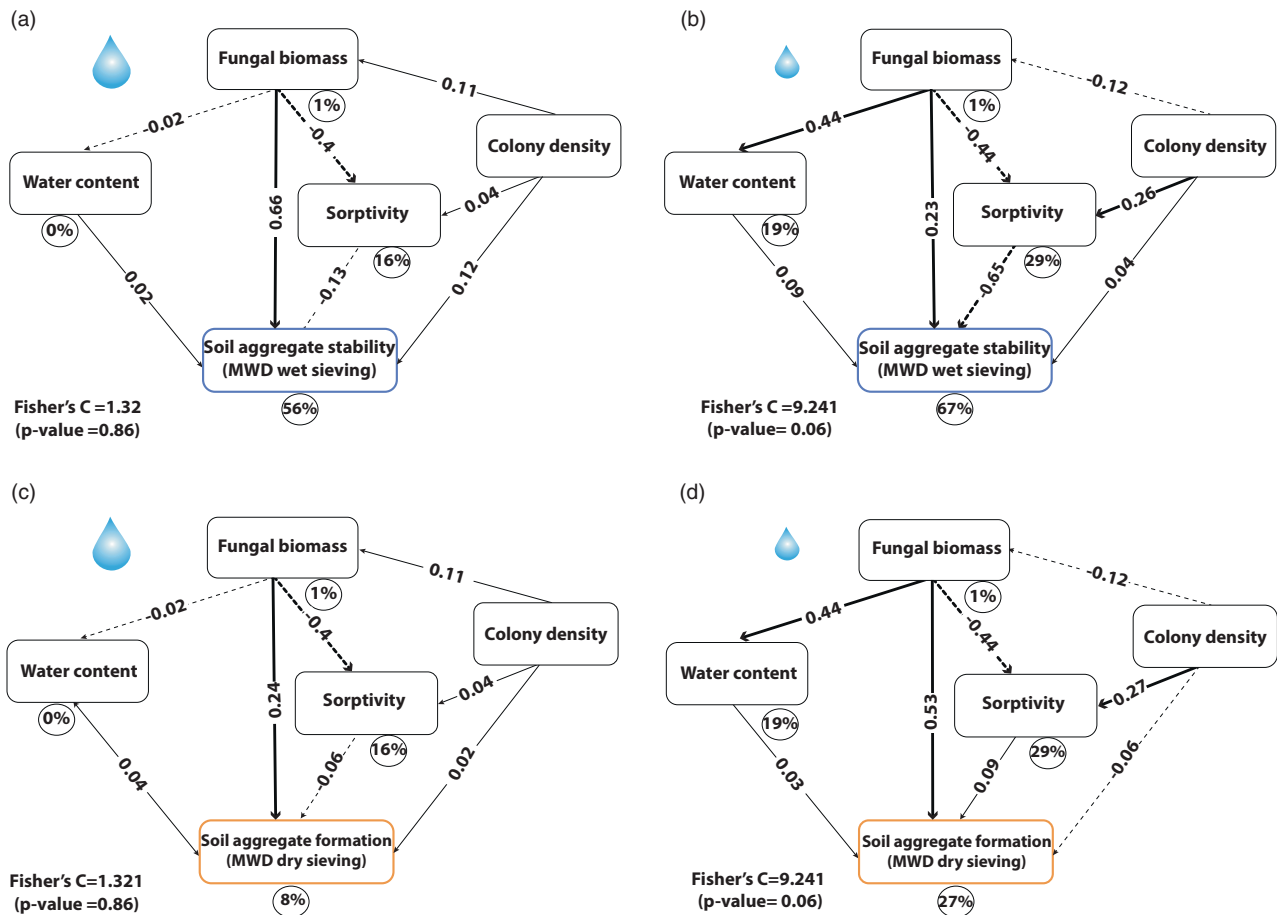 (a)
Fungal biomass
1%
0.11
-0.02
-0.4
Colony density
Water content
0%
0.66
Sorptivity
0.04
16%
0.02
-0.13
0.12
Soil aggregate stability
(MWD wet sieving)
56%
Fisher's C =1.32
(p-value =0.86)
(b)
Fungal biomass
1%
-0.12
0.44
-0.44
Colony density
Water content
19%
0.23
Sorptivity
0.26
29%
0.09
-0.65
0.04
Soil aggregate stability
(MWD wet sieving)
67%
Fisher's C =9.241
(p-value= 0.06)
(c)
Fungal biomass
1%
0.11
-0.02
-0.4
Colony density
Water content
0%
0.24
Sorptivity
0.04
16%
0.04
-0.06
0.02
Soil aggregate formation
(MWD dry sieving)
8%
Fisher's C=1.321
(p-value =0.86)
(d)
Fungal biomass
1%
-0.12
0.44
-0.44
Colony density
Water content
19%
0.53
Sorptivity
0.27
29%
0.03
0.09
-0.06
Soil aggregate formation
(MWD dry sieving)
27%
Fisher's C=9.241
(p-value= 0.06)